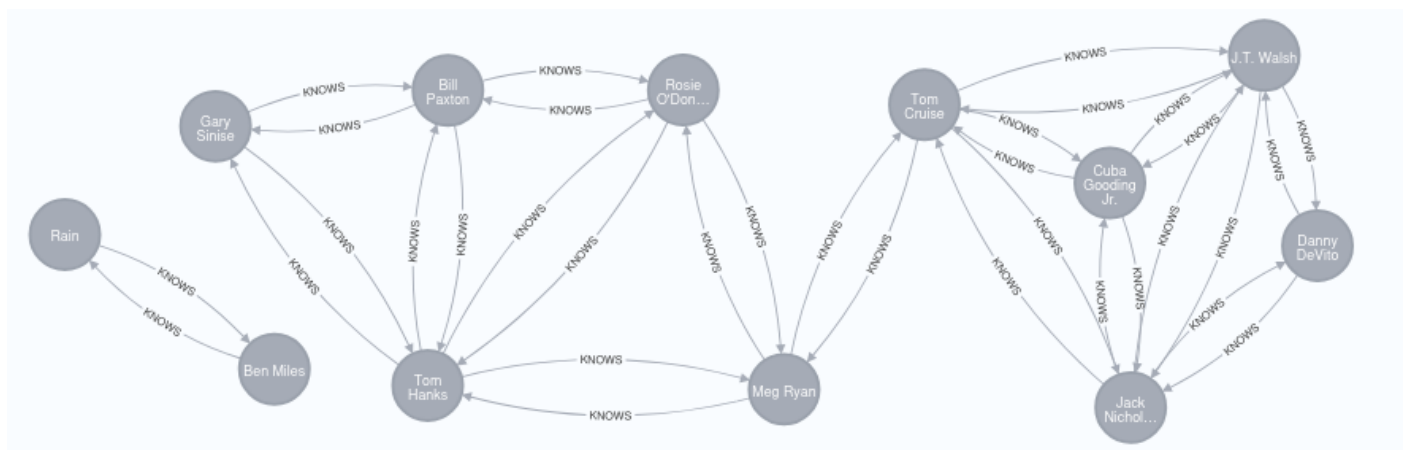 Rain
KNOWS
KNOWS
Ben Miles
Gary
Sinise
KNOWS
KNOWS
Bill
Paxton
KNOWS
KNOWS
Rosie
O'Don...
KNOWS
KNOWS
KNOWS
KNOWS
KNOWS
KNOWS
KNOWS
KNOWS
Tom
Hanks
KNOWS
KNOWS
Meg Ryan
KNOWS
KNOWS
Tom
Cruise
KNOWS
KNOWS
J.T. Walsh
KNOWS
KNOWS
KNOWS
KNOWS
Cuba
Gooding
Jr.
KNOWS
KNOWS
Danny
DeVito
KNOWS
KNOWS
KNOWS
KNOWS
KNOWS
KNOWS
KNOWS
KNOWS
Jack
Nichol...